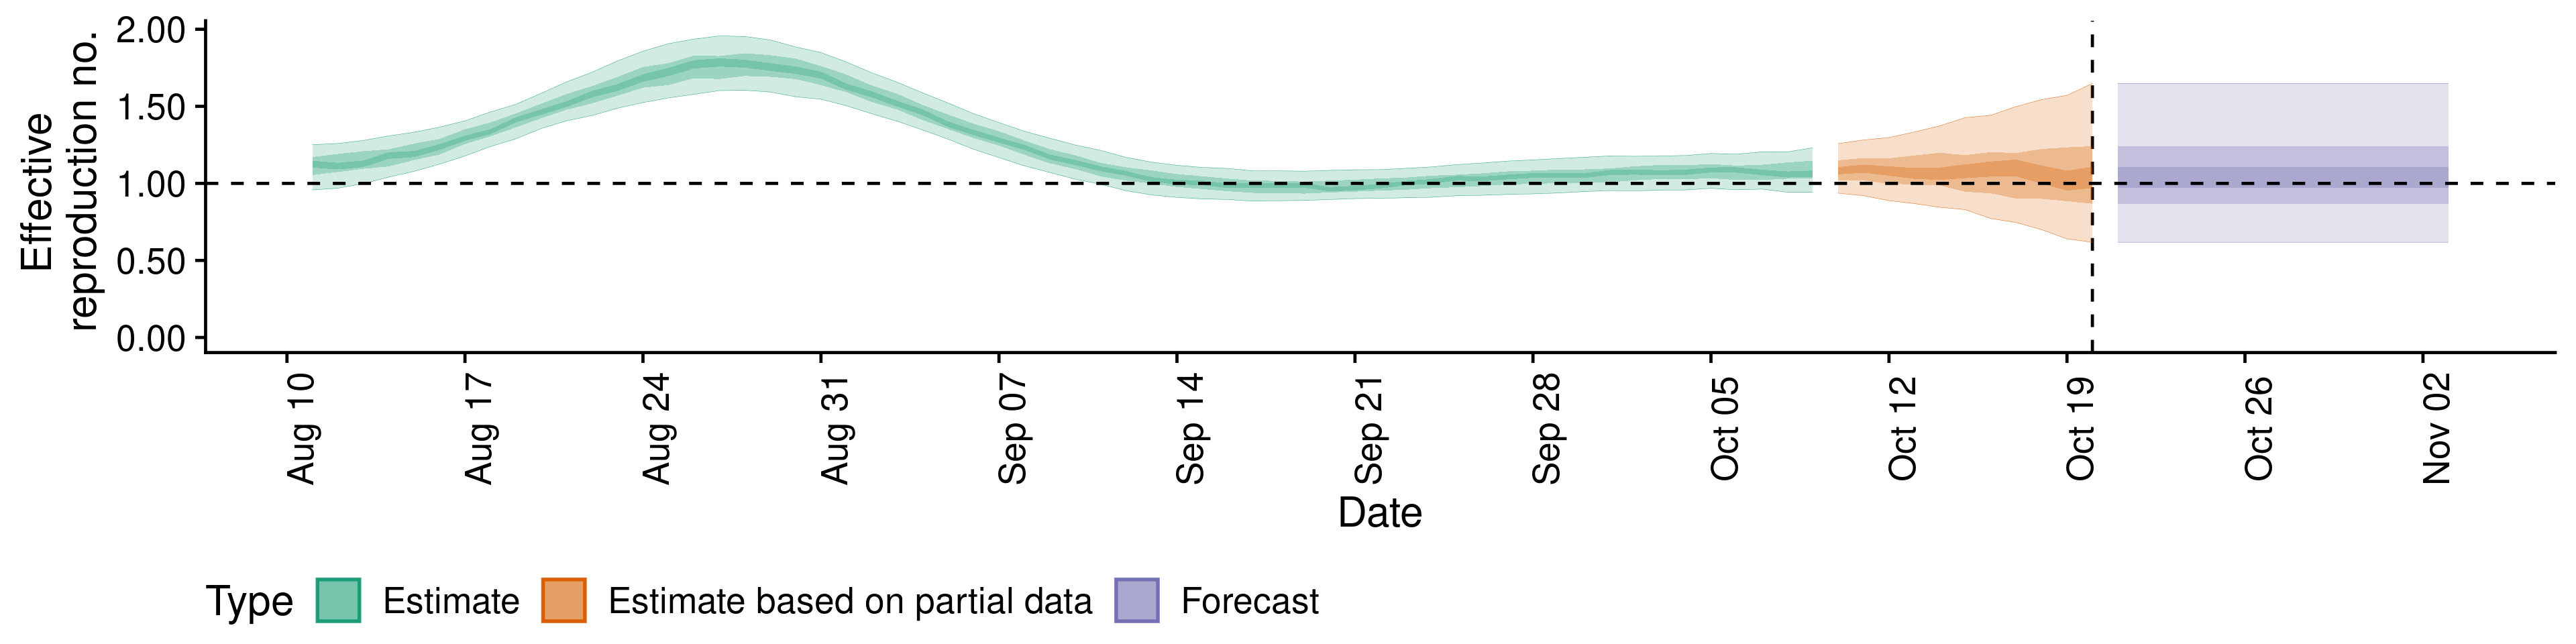 Effective
reproduction no.
2.00
1.50
1.00
0.50
0.00
Aug 10
Aug 17
Aug 24
Aug 31
Sep 07
Sep 14
Sep 21
Sep 28
Oct 05
Oct 12
Oct 19
Oct 26
Nov 02
Date
Type Estimate Estimate based on partial data Forecast